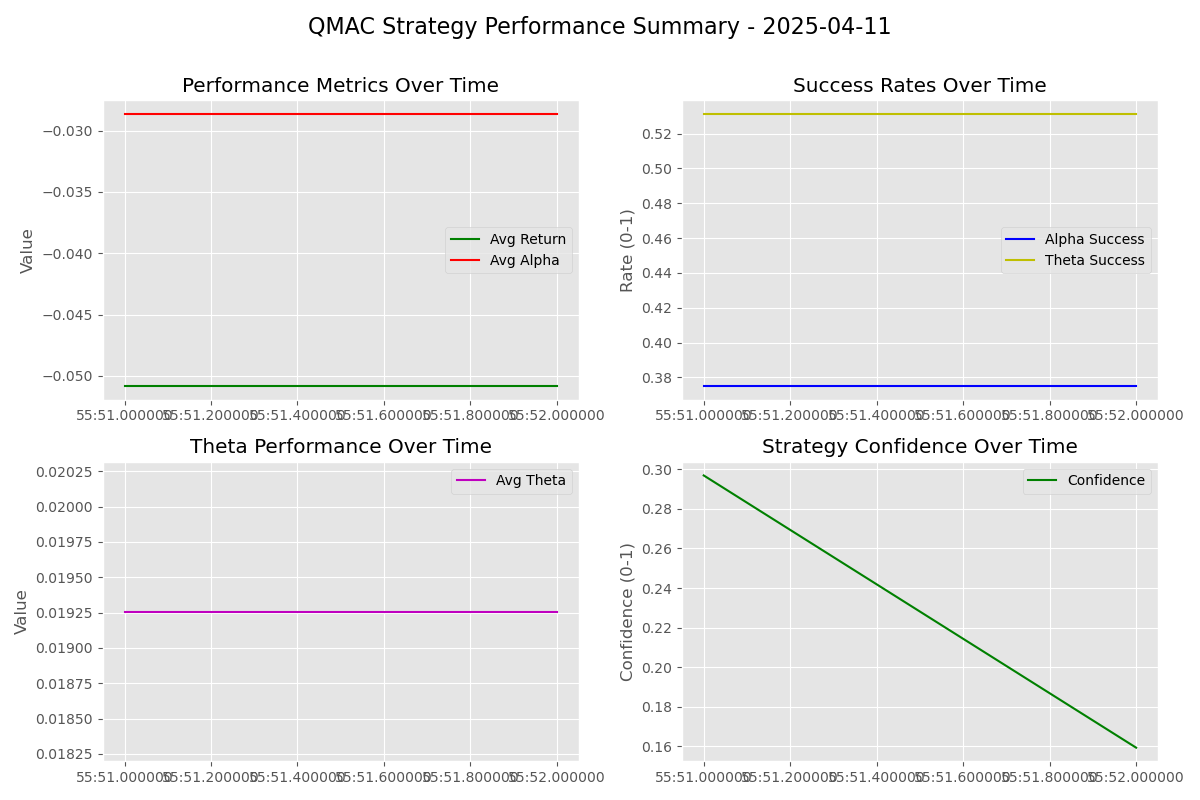 QMAC Strategy Performance Summary - 2025-04-11
Performance Metrics Over Time
Value
−0.030
−0.035
−0.040
−0.045
−0.050
Avg Return
Avg Alpha
55:51.000000 55:51.200000 55:51.400000 55:51.600000 55:51.800000 55:52.000000
Success Rates Over Time
Rate (0-1)
0.52
0.50
0.48
0.46
0.44
0.42
0.40
0.38
Alpha Success
Theta Success
55:51.000000 55:51.200000 55:51.400000 55:51.600000 55:51.800000 55:52.000000
Theta Performance Over Time
Value
0.02025
0.02000
0.01975
0.01950
0.01925
0.01900
0.01875
0.01850
0.01825
Avg Theta
55:51.000000 55:51.200000 55:51.400000 55:51.600000 55:51.800000 55:52.000000
Strategy Confidence Over Time
Confidence (0-1)
0.30
0.28
0.26
0.24
0.22
0.20
0.18
0.16
Confidence
55:51.000000 55:51.200000 55:51.400000 55:51.600000 55:51.800000 55:52.000000